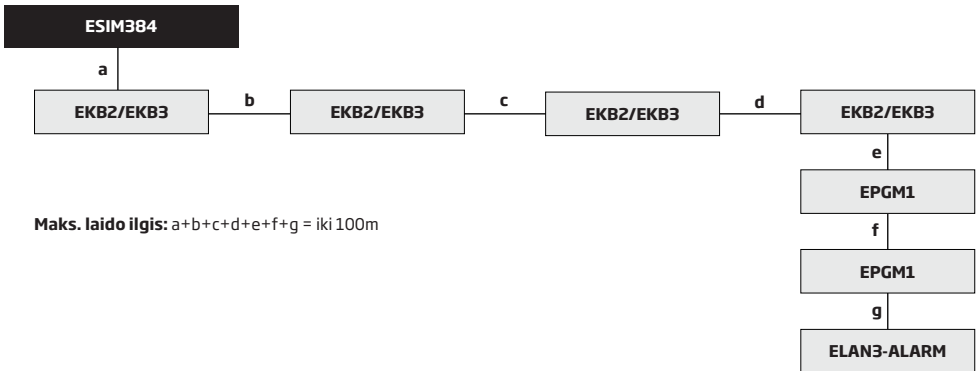 ESIM384
a
EKB2/EKB3
b
EKB2/EKB3
c
EKB2/EKB3
d
EKB2/EKB3
e
EPGM1
f
EPGM1
g
ELAN3-ALARM
Maks. laido ilgis: a+b+c+d+e+f+g = iki 100m